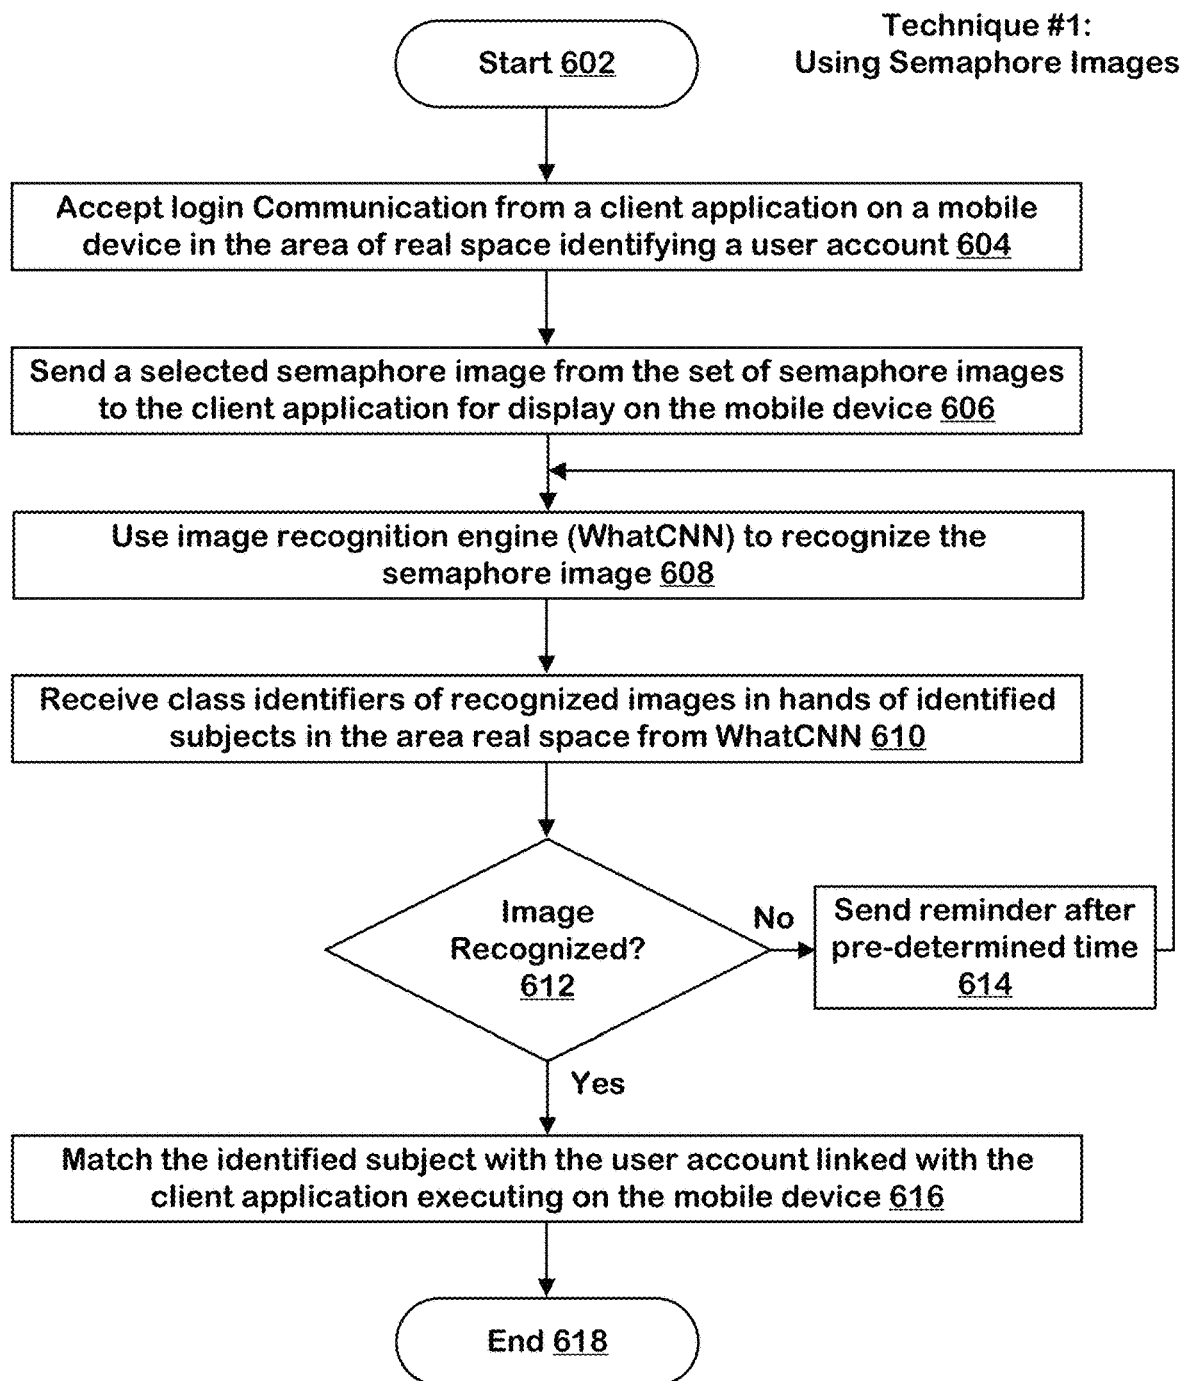 Technique #1:
Using Semaphore Images
Start 602
Accept login Communication from a client application on a mobile
device in the area of real space identifying a user account 604
Send a selected semaphore image from the set of semaphore images
to the client application for display on the mobile device 606
Use image recognition engine (WhatCNN) to recognize the
semaphore image 608
Receive class identifiers of recognized images in hands of identified
subjects in the area real space from WhatCNN 610
Image
Recognized?
612
No
Send reminder after
pre-determined time
614
Yes
Match the identified subject with the user account linked with the
client application executing on the mobile device 616
End 618